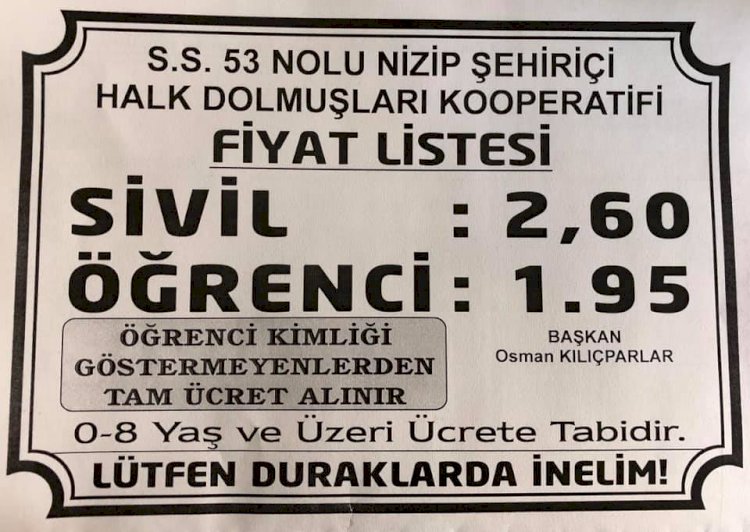 S.S. 53 NOLU NİZİP ŞEHİRİÇİ
HALK DOLMUŞLARI KOOPERATİFİ
FİYAT LİSTESİ
SİVİL : 2,60
ÖĞRENCİ : 1.95
ÖĞRENCİ KİMLİĞİ
GÖSTERMEYENLERDEN
TAM ÜCRET ALINIR
BAŞKAN
Osman KILIÇPARLAR
0-8 Yaş ve Üzeri Ücrete Tabidir.
LÜTFEN DURAKLARDA İNELİM!